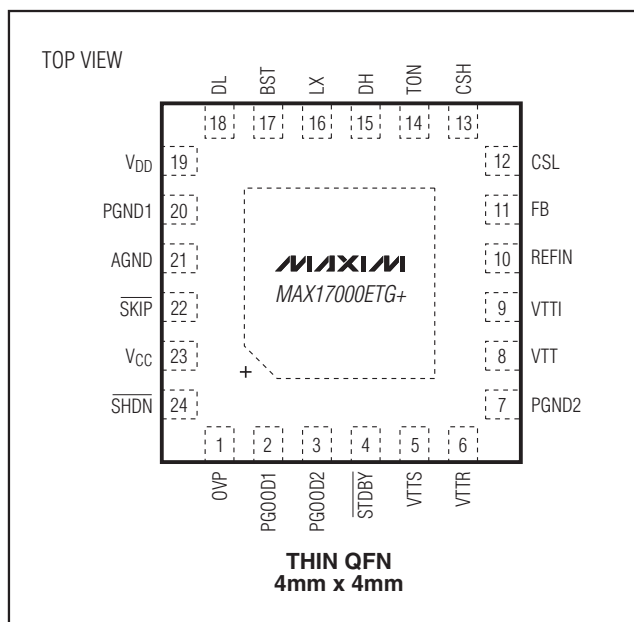 TOP VIEW
DL
BST
LX
DH
TON
CSH
18
17
16
15
14
13
VDD
19
12
CSL
PGND1
20
11
FB
AGND
21
MAXIM
10
REFIN
SKIP
22
MAX17000ETG+
9
VTTI
VCC
23
8
VTT
+
SHDN
24
7
PGND2
1
2
3
4
5
6
OVP
PGOOD1
PGOOD2
STDBY
VTTS
VTTR
THIN QFN
4mm x 4mm